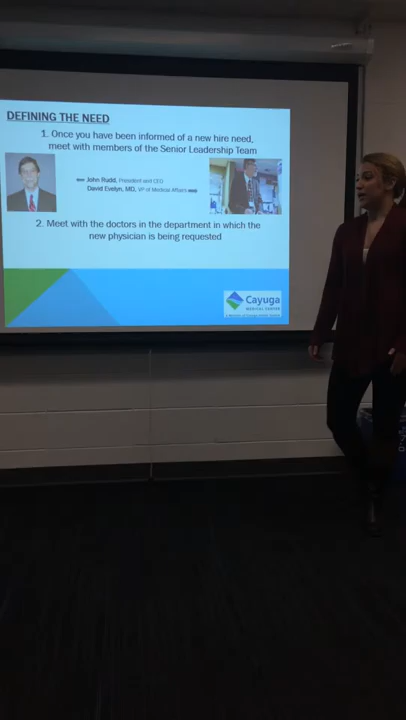 DEFINING THE NEED
1. Once you have been informed of a new hire need,
meet with members of the Senior Leadership Team
John Rudd, President and CEO
David Evelyn, MD, VP of Medical Affairs
2. Meet with the doctors in the department in which the
new physician is being requested
Cayuga
MEDICAL CENTER